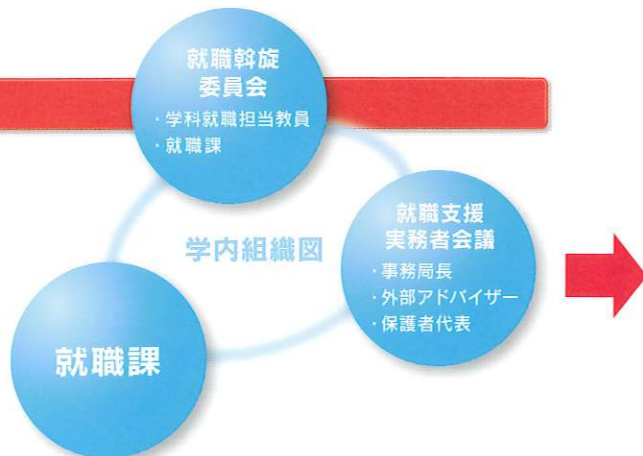 就職斡旋
委員会
・学科就職担当教員
・就職課
学内組織図
就職支援
実務者会議
・事務局長
・外部アドバイザー
・保護者代表
就職課